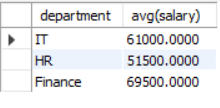 department avg(salary)
IT 61000.0000
HR 51500.0000
Finance 69500.0000